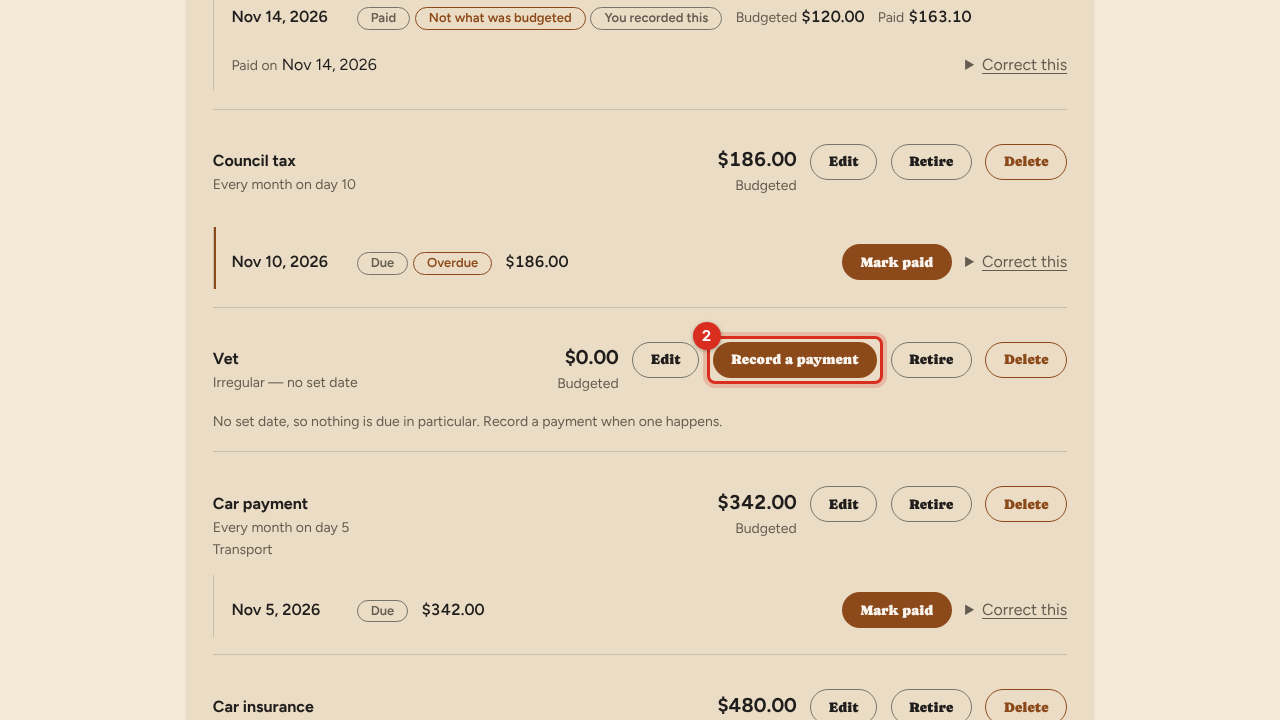 Nov 14, 2026 Paid Not what was budgeted You recorded this Budgeted $120.00 Paid $163.10
Paid on Nov 14, 2026 Correct this
Council tax $186.00 Edit Retire Delete
Every month on day 10 Budgeted
Nov 10, 2026 Due Overdue $186.00 Mark paid Correct this
2
Vet $0.00 Edit Record a payment Retire Delete
Irregular — no set date Budgeted
No set date, so nothing is due in particular. Record a payment when one happens.
Car payment $342.00 Edit Retire Delete
Every month on day 5 Budgeted
Transport
Nov 5, 2026 Due $342.00 Mark paid Correct this
Car insurance $480.00 Edit Retire Delete